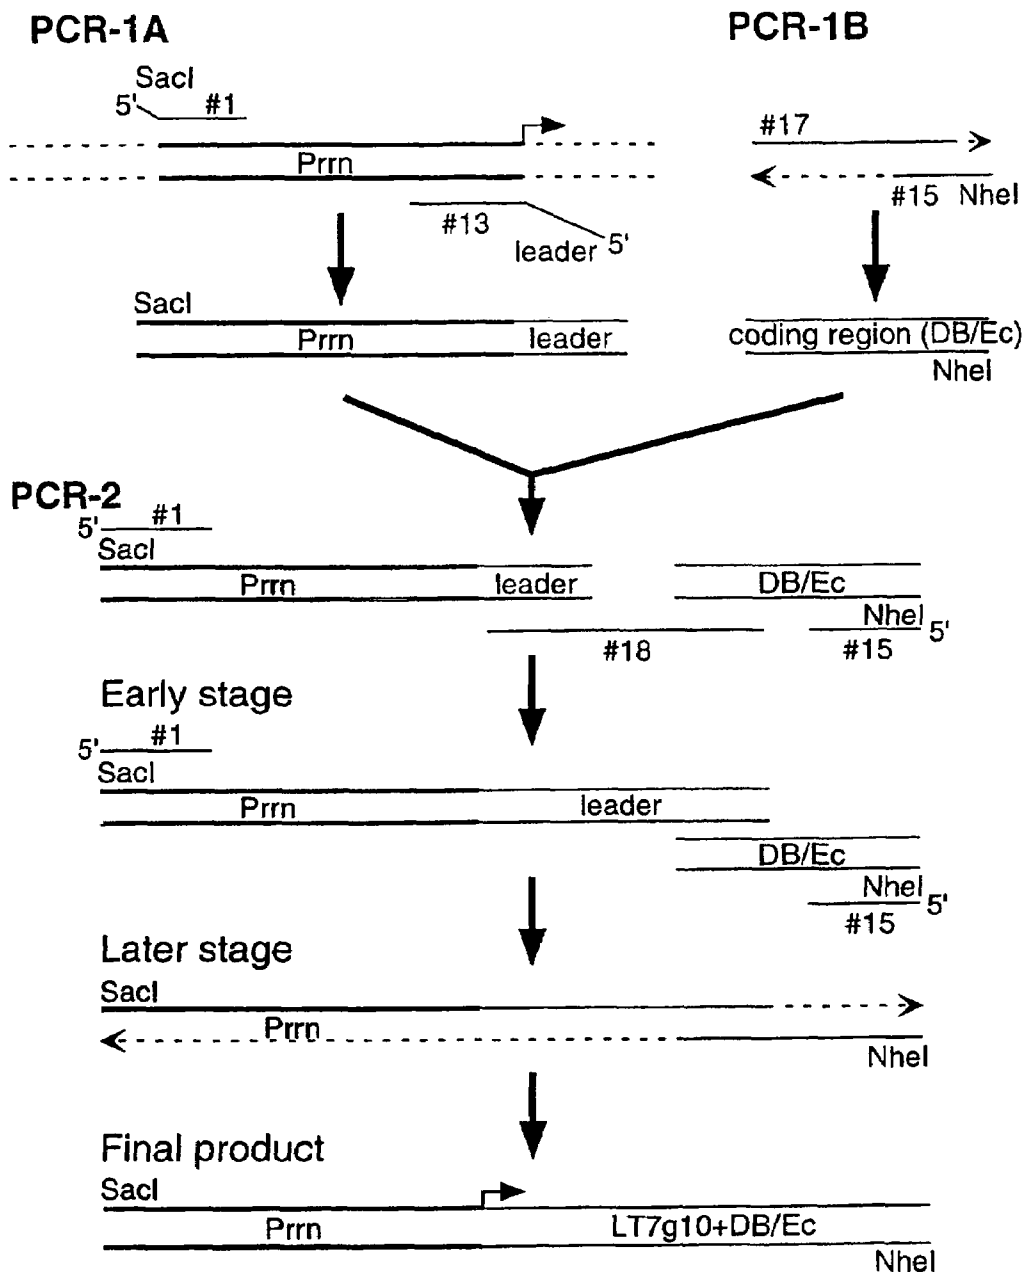 PCR-1A
PCR-1B
SacI
5' #1
Prrn
#13
leader 5'
#17
#15 NheI
SacI
Prrn leader
coding region (DB/Ec)
NheI
PCR-2
5' #1
SacI
Prrn leader DB/Ec
NheI 5'
#18 #15
Early stage
5' #1
SacI
Prrn leader
DB/Ec
NheI 5'
#15
Later stage
SacI
Prrn
NheI
Final product
SacI
Prrn LT7g10+DB/Ec
NheI